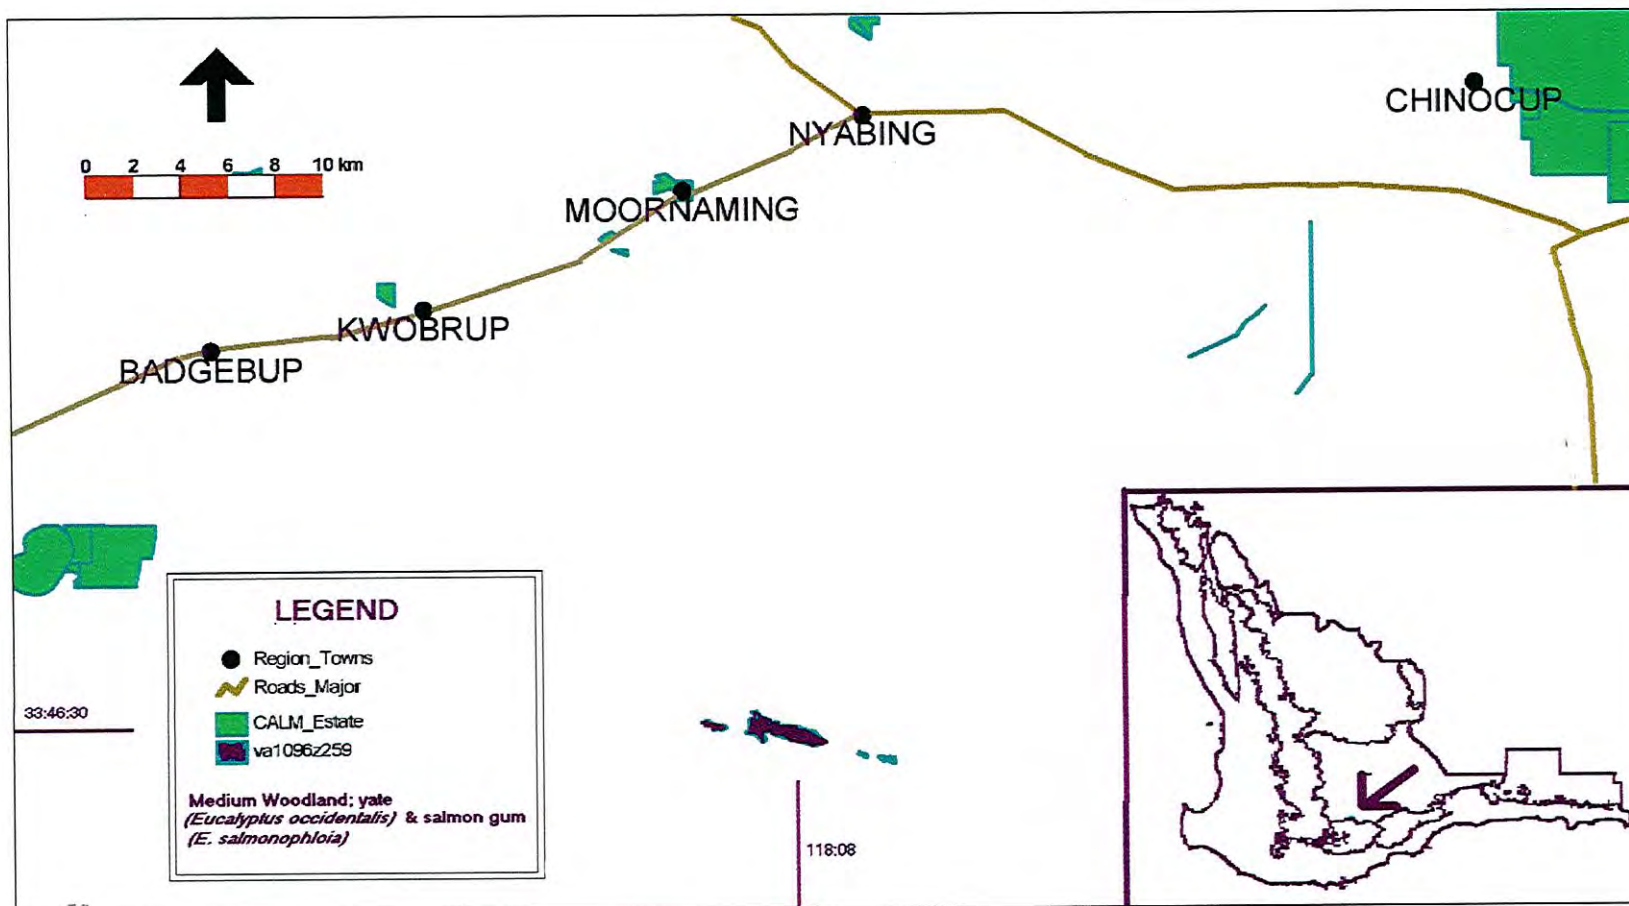 CHINOCUP
NYABING
0 2 4 6 8 10 km
MOORNAMING
KWOBRUP
BADGEBUP
LEGEND
Region_Towns
Roads_Major
CALM_Estate
va1096z259
Medium Woodland; yate
(Eucalyptus occidentalis) & salmon gum
(E. salmonophloia)
33:46:30
118:08